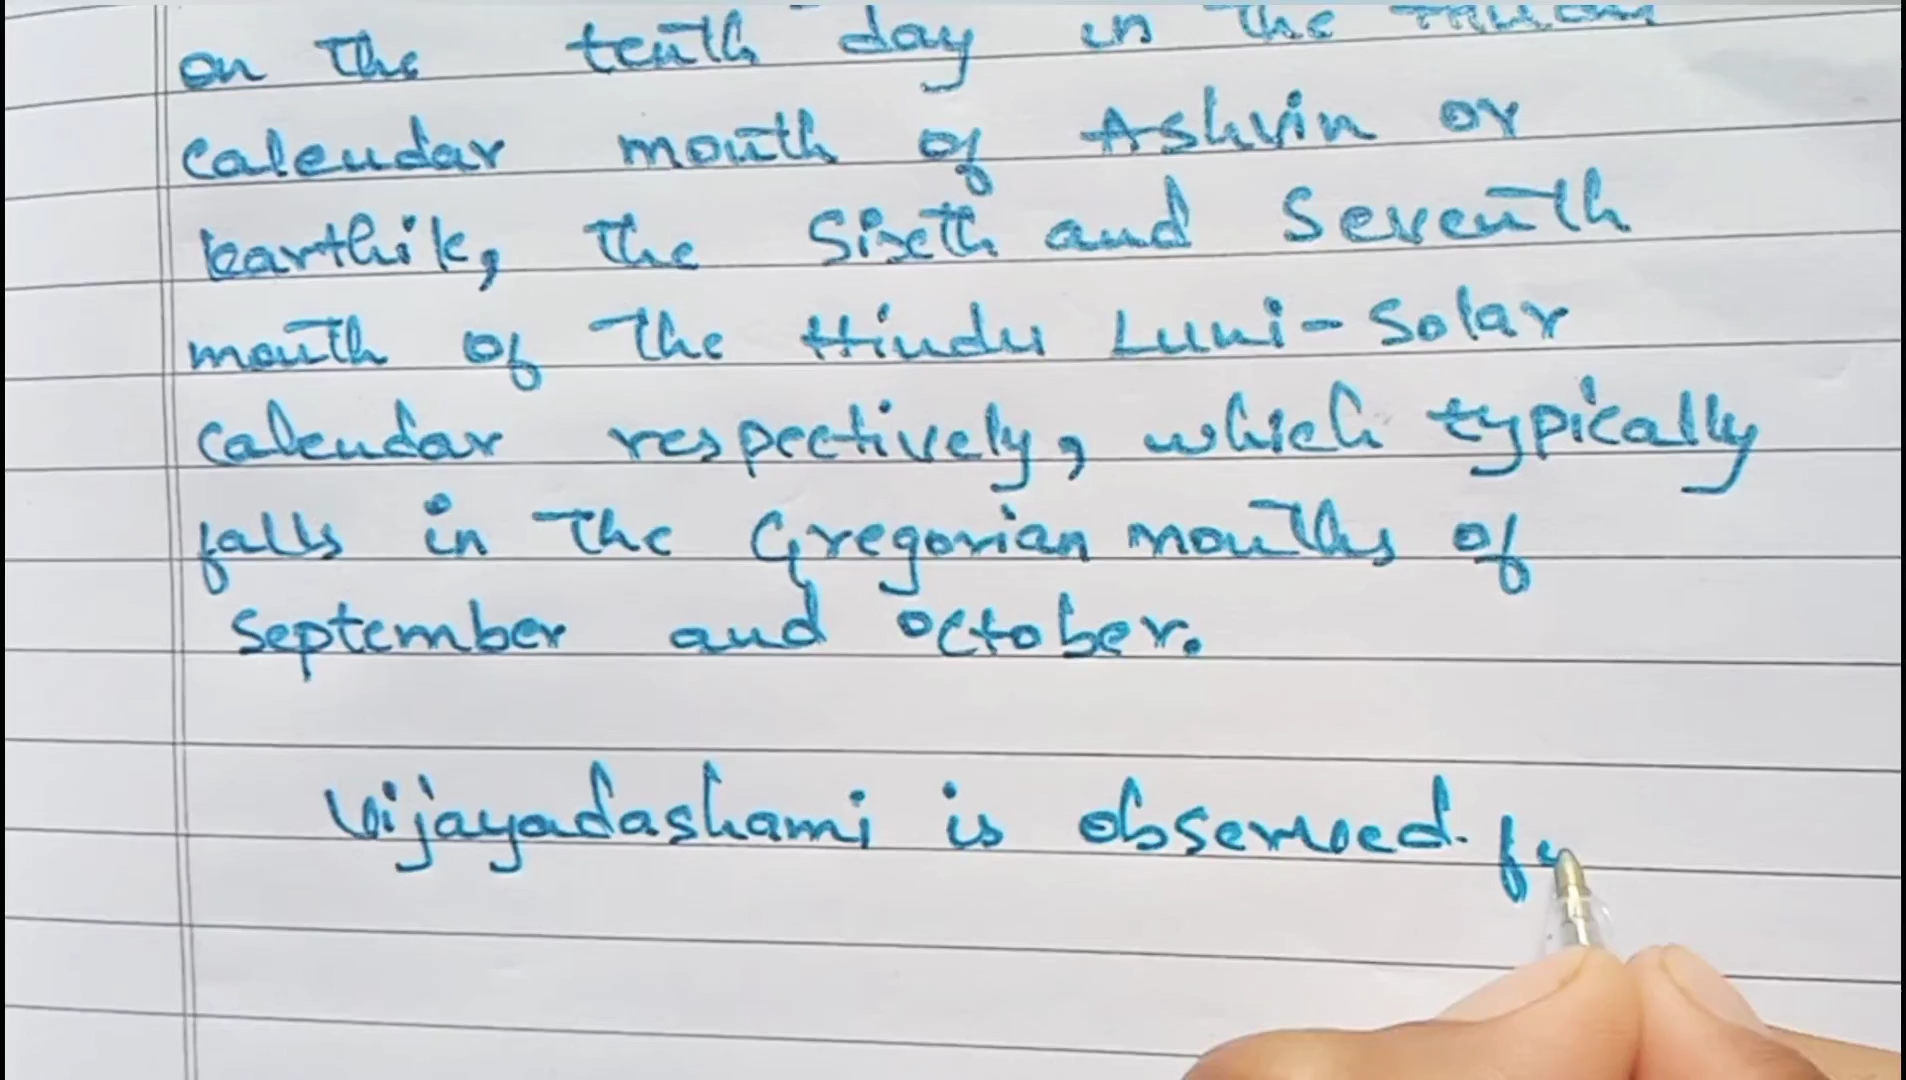 on the tenth day in the
calendar month of Ashvin or
karthik, the Sixth and Seventh
month of the Hindu Luni-Solar
calendar respectively, which typically
falls in the Gregorian months of
September and October.
Vijayadashami is observed